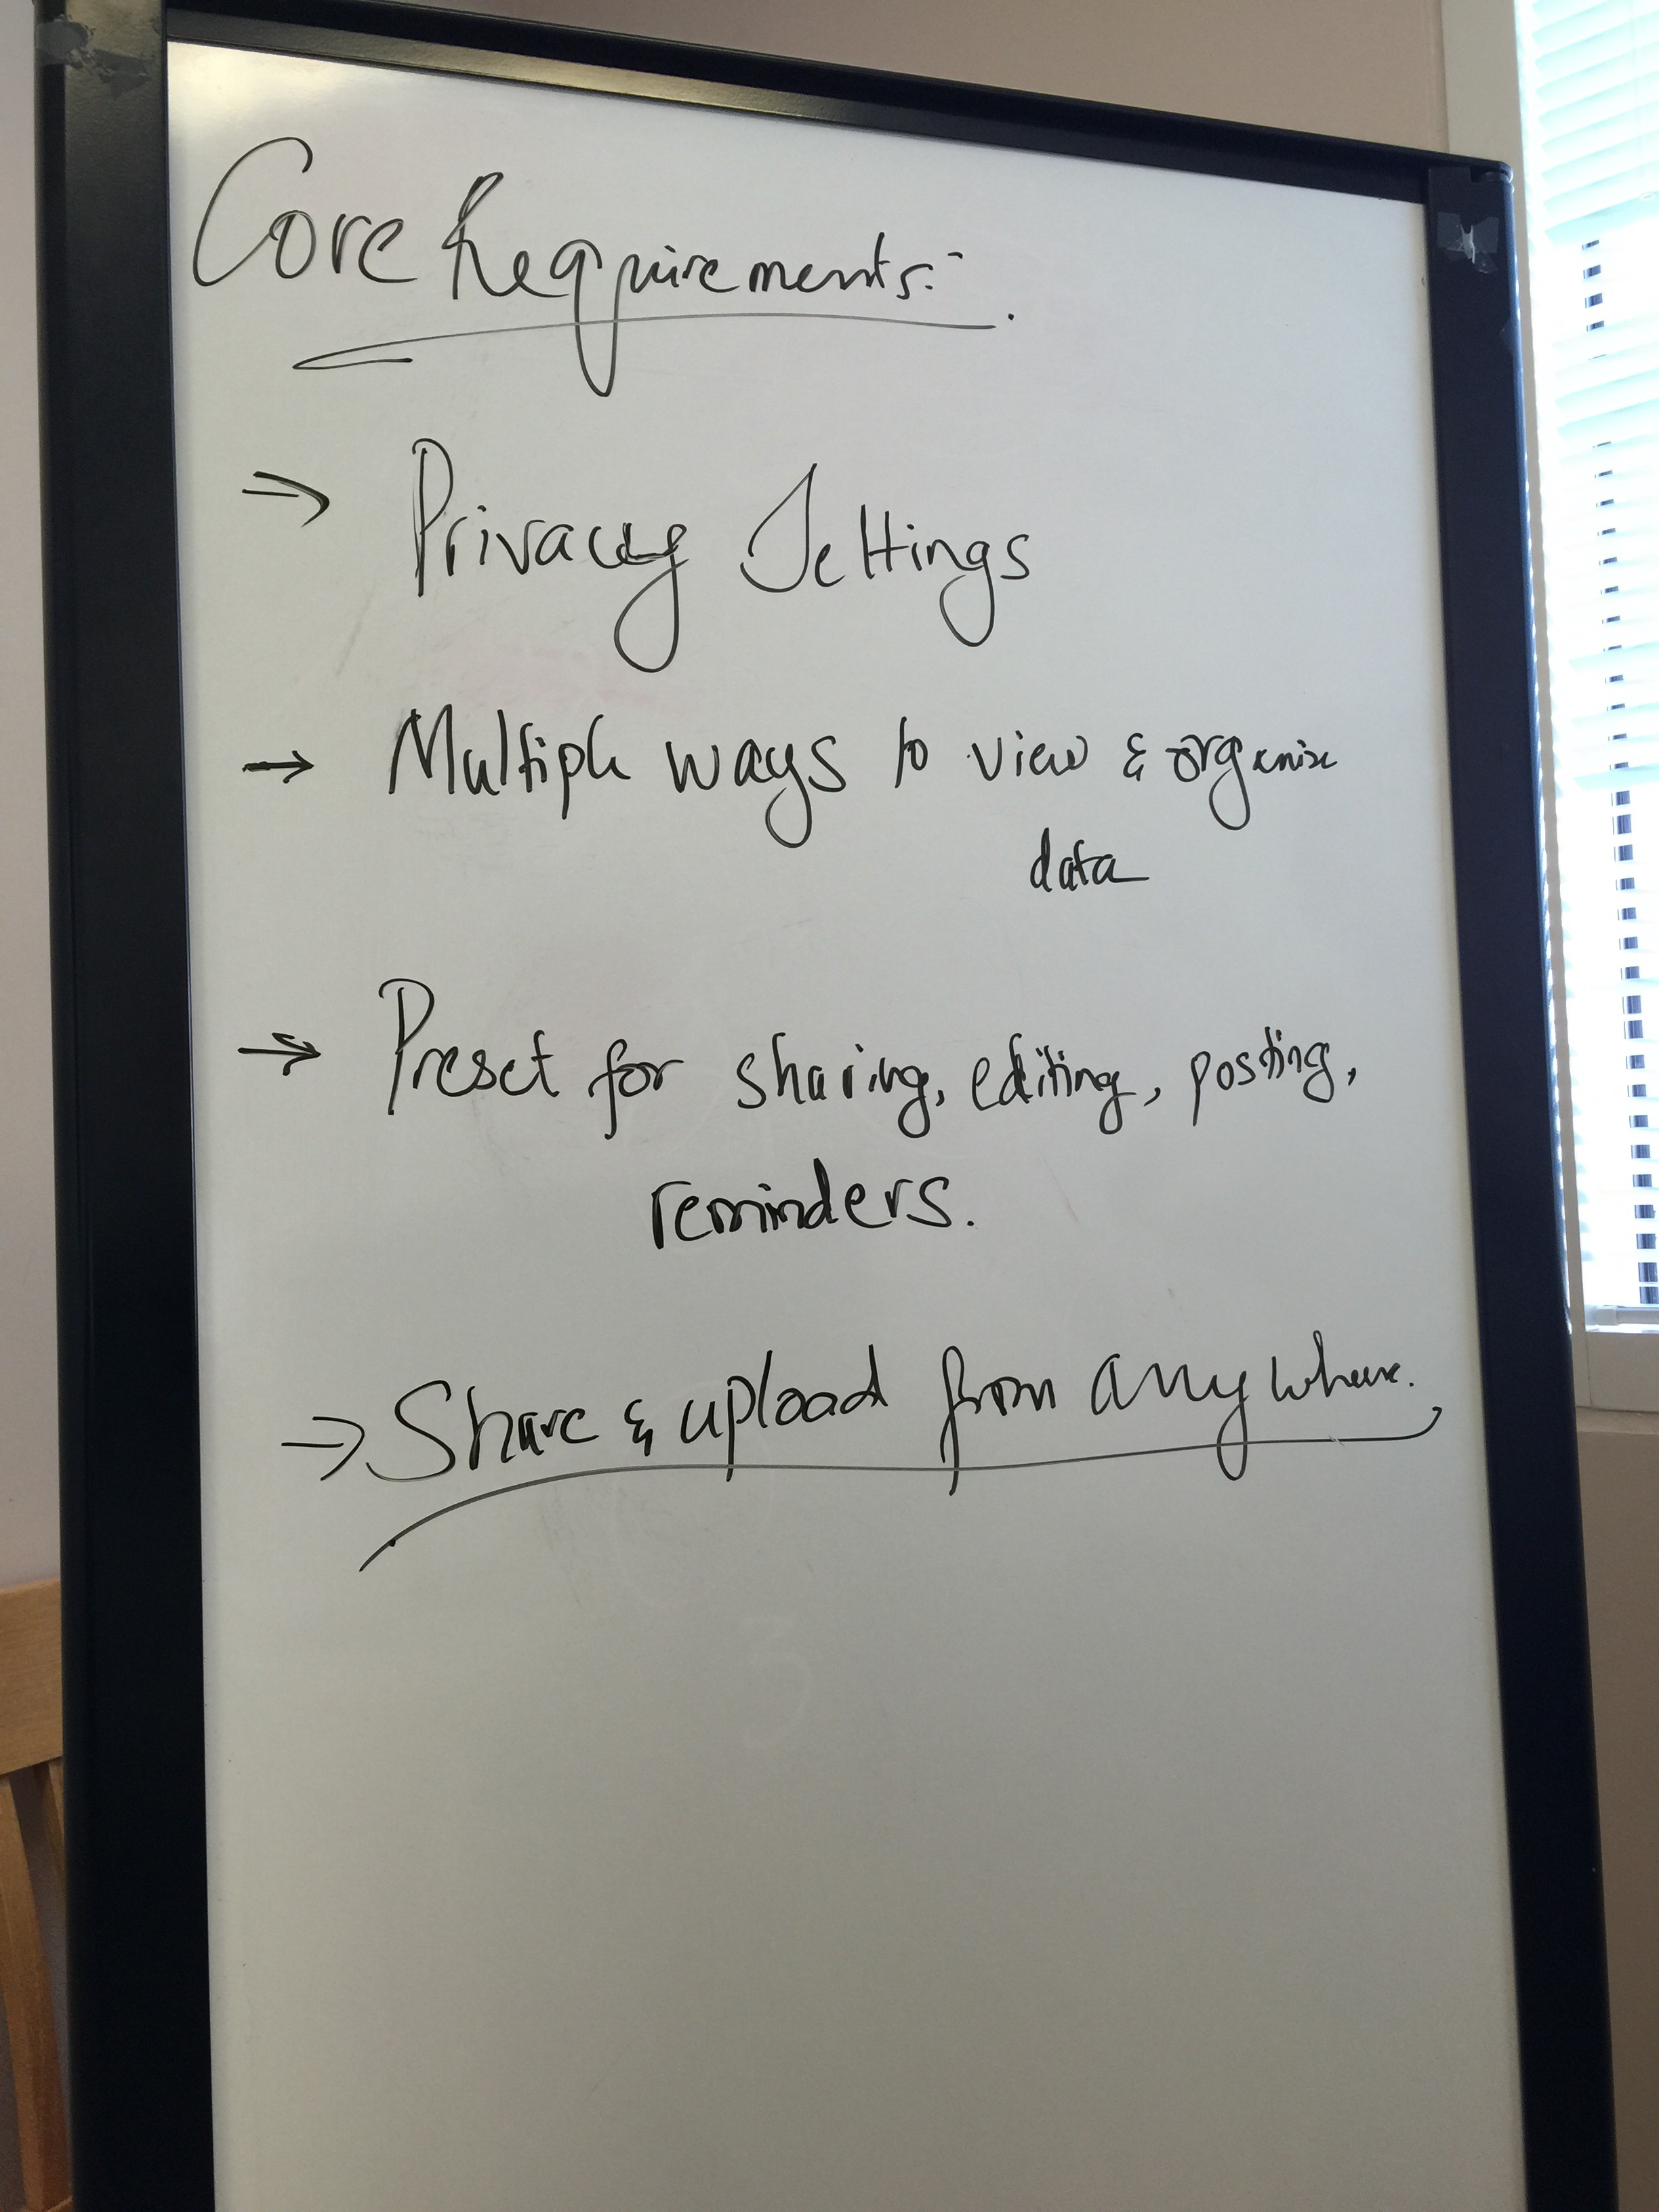 Core Requirements:-
⇒ Privacy Settings
→ Multiple ways to view & organize
data
→ Preset for sharing, editing, posting,
reminders.
⇒ Share & upload from anywhere.